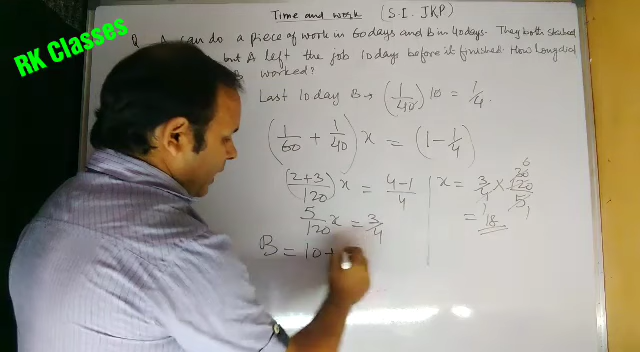 Time and work (S.I. JKP)
RK Classes
Q. A can do a piece of work in 60 days and B in 40 days. They both started
but A left the job 10 days before it finished. How long did
B worked?
Last 10 day B → (1/40) 10 = 1/4.
(1/60 + 1/40) x = (1 - 1/4)
(2+3/120) x = 4-1/4
5/120 x = 3/4
B = 10+
x = 3/4 × 120/5
= 18